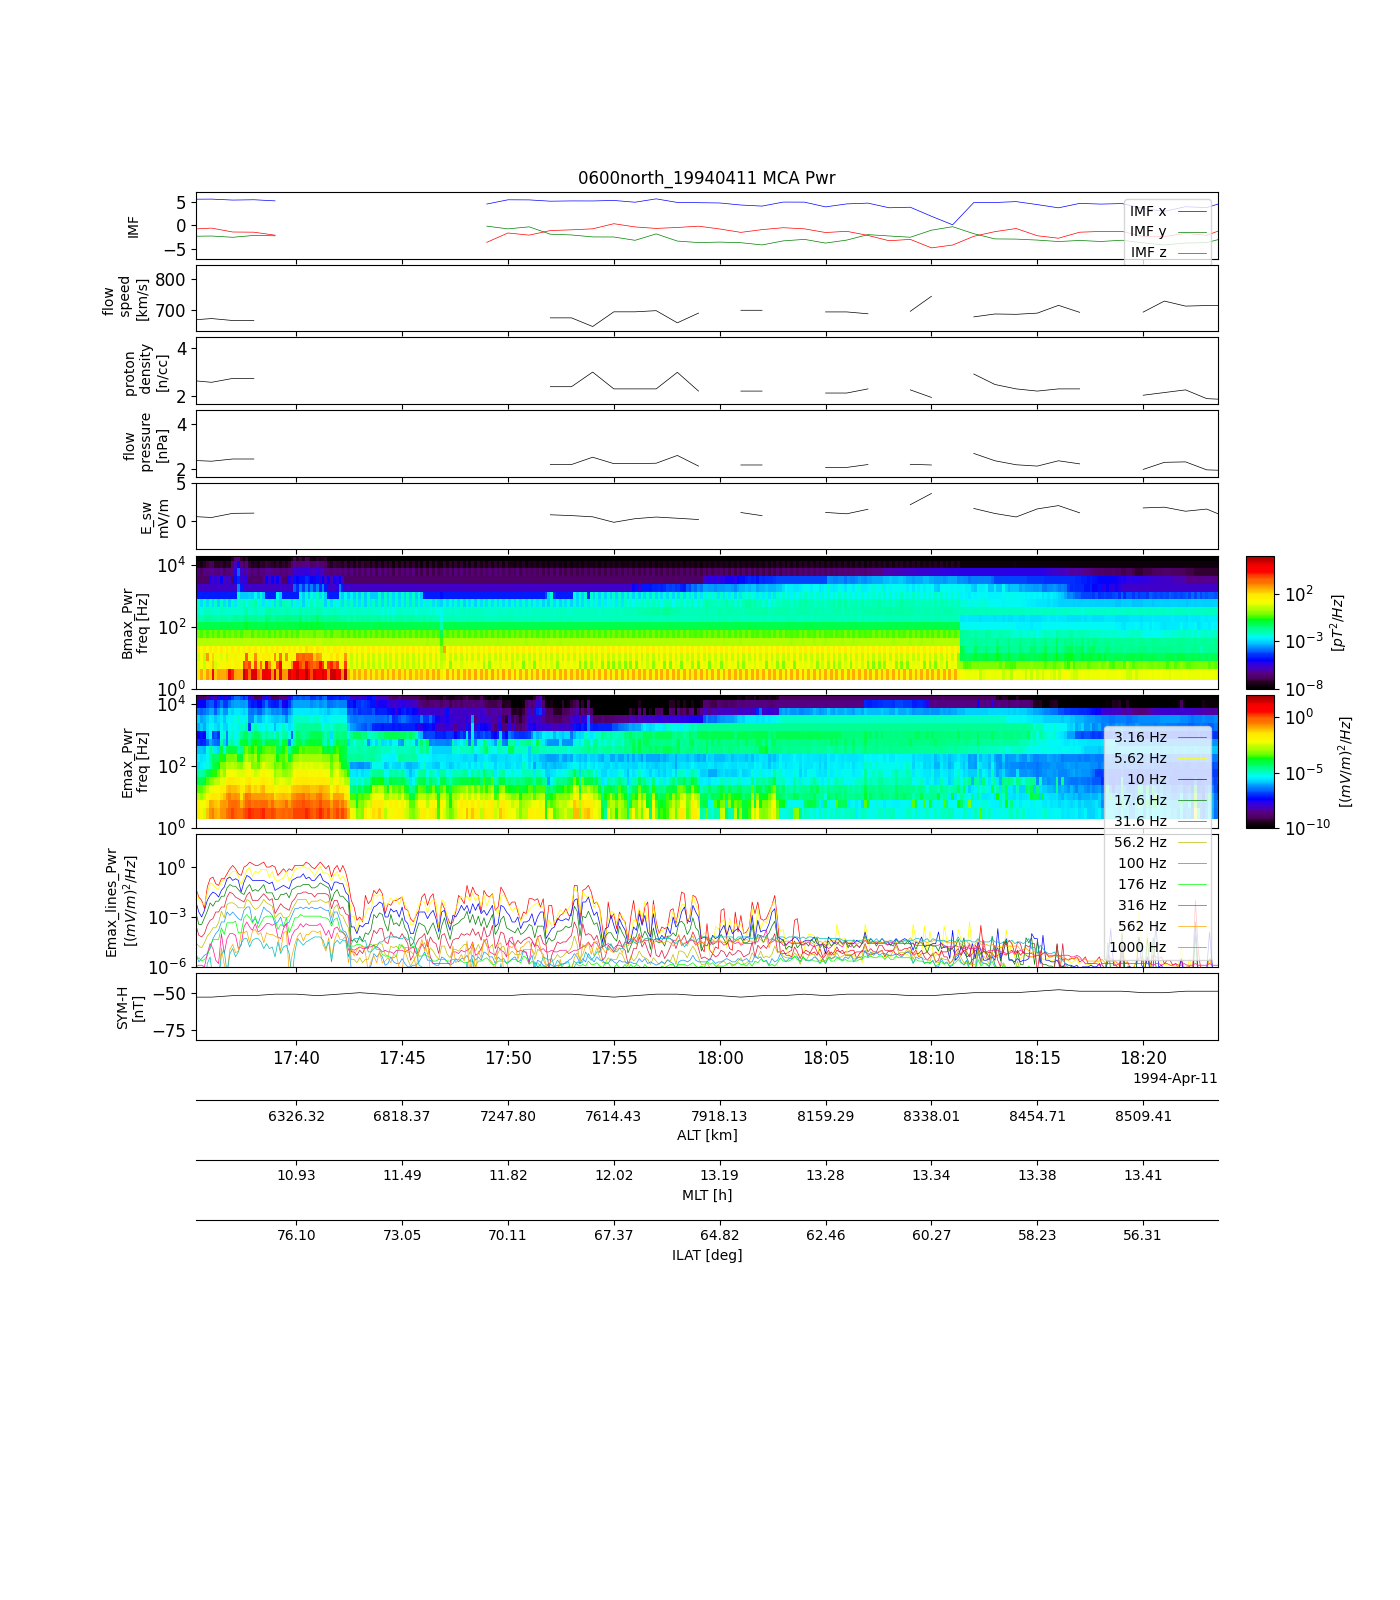 0600north_19940411 MCA Pwr
IMF
5
0
−5
IMF x
IMF y
IMF z
flow
speed
[km/s]
800
700
proton
density
[n/cc]
4
2
flow
pressure
[nPa]
4
2
E_sw
mV/m
5
0
Bmax_Pwr
freq [Hz]
10^4
10^2
10^0
10^2
10^−3
10^−8
[pT^2/Hz]
Emax_Pwr
freq [Hz]
10^4
10^2
10^0
10^0
10^−5
10^−10
[(mV/m)^2/Hz]
3.16 Hz
5.62 Hz
10 Hz
17.6 Hz
31.6 Hz
56.2 Hz
100 Hz
176 Hz
316 Hz
562 Hz
1000 Hz
Emax_lines_Pwr
[(mV/m)^2/Hz]
10^0
10^−3
10^−6
SYM-H
[nT]
−50
−75
17:40 17:45 17:50 17:55 18:00 18:05 18:10 18:15 18:20
1994-Apr-11
6326.32 6818.37 7247.80 7614.43 7918.13 8159.29 8338.01 8454.71 8509.41
ALT [km]
10.93 11.49 11.82 12.02 13.19 13.28 13.34 13.38 13.41
MLT [h]
76.10 73.05 70.11 67.37 64.82 62.46 60.27 58.23 56.31
ILAT [deg]